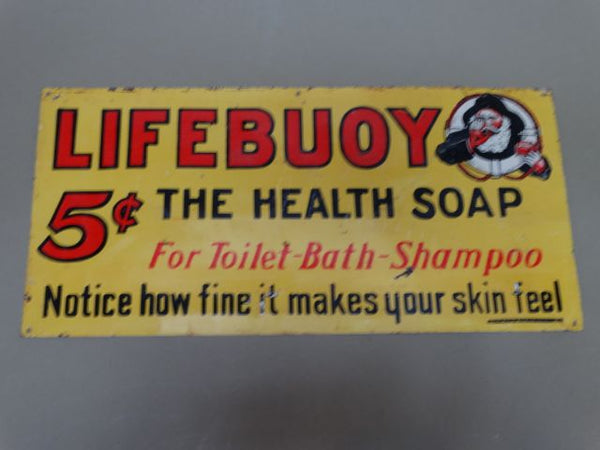 LIFEBUOY
5¢ THE HEALTH SOAP
For Toilet-Bath-Shampoo
Notice how fine it makes your skin feel